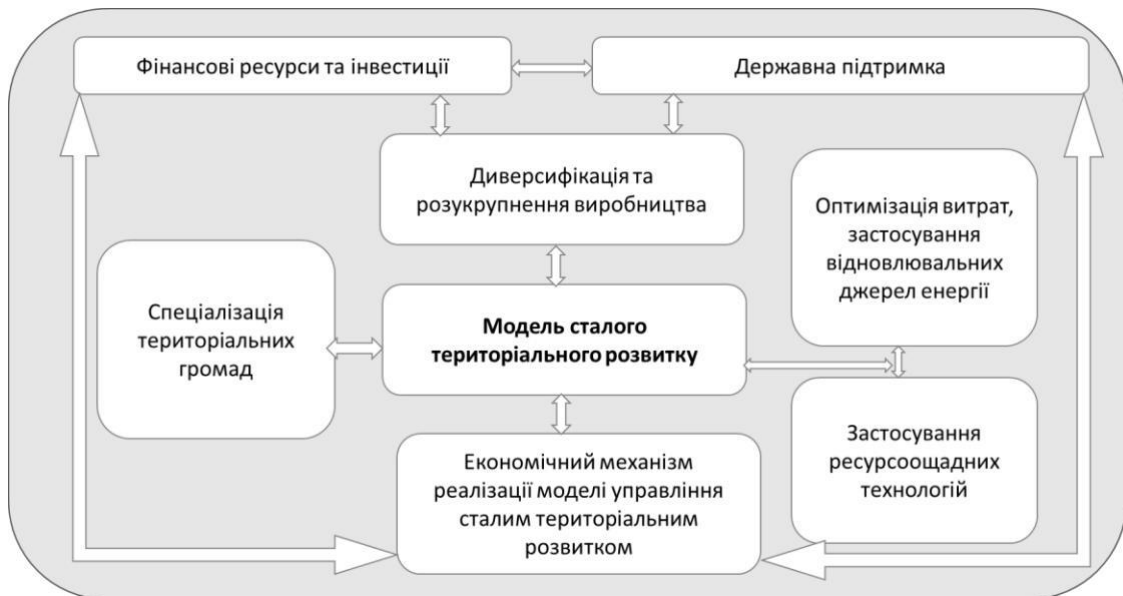 Фінансові ресурси та інвестиції
Державна підтримка
Диверсифікація та
розукрупнення виробництва
Оптимізація витрат,
застосування
відновлювальних
джерел енергії
Спеціалізація
територіальних
громад
Модель сталого
територіального розвитку
Застосування
ресурсоощадних
технологій
Економічний механізм
реалізації моделі управління
сталим територіальним
розвитком